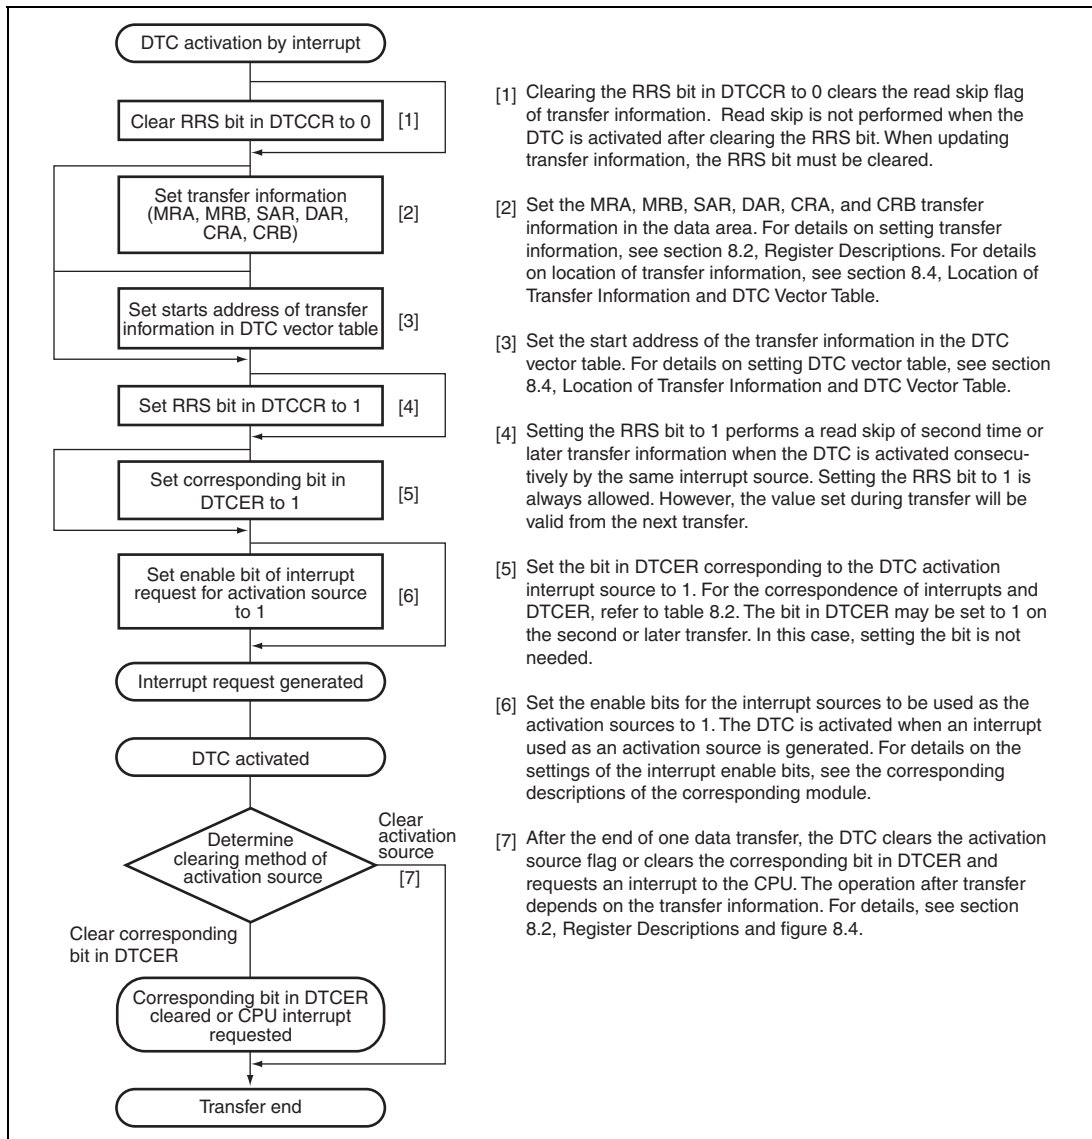 DTC activation by interrupt
Clear RRS bit in DTCCR to 0
[1]
Set transfer information
(MRA, MRB, SAR, DAR,
CRA, CRB)
[2]
Set starts address of transfer
information in DTC vector table
[3]
Set RRS bit in DTCCR to 1
[4]
Set corresponding bit in
DTCER to 1
[5]
Set enable bit of interrupt
request for activation source
to 1
[6]
Interrupt request generated
DTC activated
Determine
clearing method of
activation source
Clear
activation
source
[7]
Clear corresponding
bit in DTCER
Corresponding bit in DTCER
cleared or CPU interrupt
requested
Transfer end
[1] Clearing the RRS bit in DTCCR to 0 clears the read skip flag
of transfer information. Read skip is not performed when the
DTC is activated after clearing the RRS bit. When updating
transfer information, the RRS bit must be cleared.
[2] Set the MRA, MRB, SAR, DAR, CRA, and CRB transfer
information in the data area. For details on setting transfer
information, see section 8.2, Register Descriptions. For details
on location of transfer information, see section 8.4, Location of
Transfer Information and DTC Vector Table.
[3] Set the start address of the transfer information in the DTC
vector table. For details on setting DTC vector table, see section
8.4, Location of Transfer Information and DTC Vector Table.
[4] Setting the RRS bit to 1 performs a read skip of second time or
later transfer information when the DTC is activated consecu-
tively by the same interrupt source. Setting the RRS bit to 1 is
always allowed. However, the value set during transfer will be
valid from the next transfer.
[5] Set the bit in DTCER corresponding to the DTC activation
interrupt source to 1. For the correspondence of interrupts and
DTCER, refer to table 8.2. The bit in DTCER may be set to 1 on
the second or later transfer. In this case, setting the bit is not
needed.
[6] Set the enable bits for the interrupt sources to be used as the
activation sources to 1. The DTC is activated when an interrupt
used as an activation source is generated. For details on the
settings of the interrupt enable bits, see the corresponding
descriptions of the corresponding module.
[7] After the end of one data transfer, the DTC clears the activation
source flag or clears the corresponding bit in DTCER and
requests an interrupt to the CPU. The operation after transfer
depends on the transfer information. For details, see section
8.2, Register Descriptions and figure 8.4.